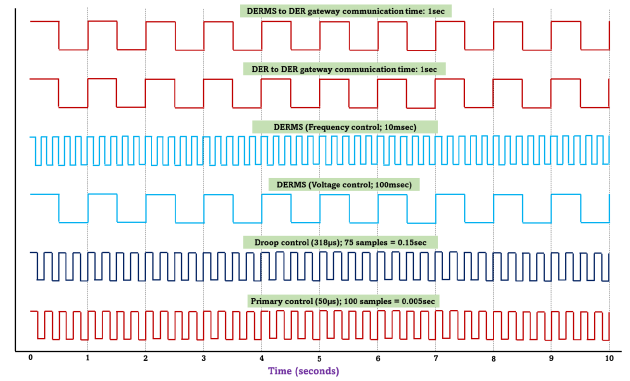 DERMS to DER gateway communication time: 1sec
DER to DER gateway communication time: 1sec
DERMS (Frequency control; 10msec)
DERMS (Voltage control; 100msec)
Droop control (318µs); 75 samples = 0.15sec
Primary control (50µs); 100 samples = 0.005sec
0 1 2 3 4 5 6 7 8 9 10
Time (seconds)